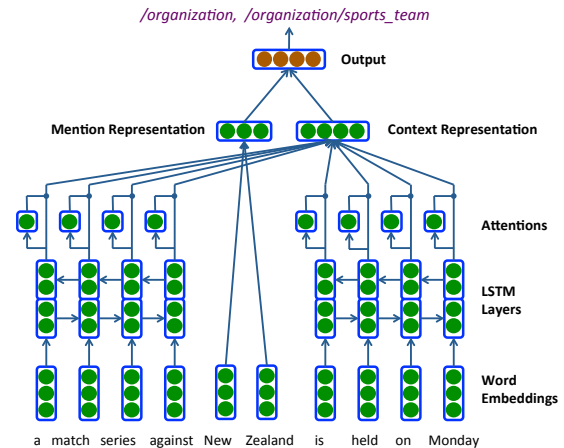 /organization, /organization/sports_team
Output
Mention Representation
Context Representation
Attentions
LSTM
Layers
Word
Embeddings
a match series against New Zealand is held on Monday